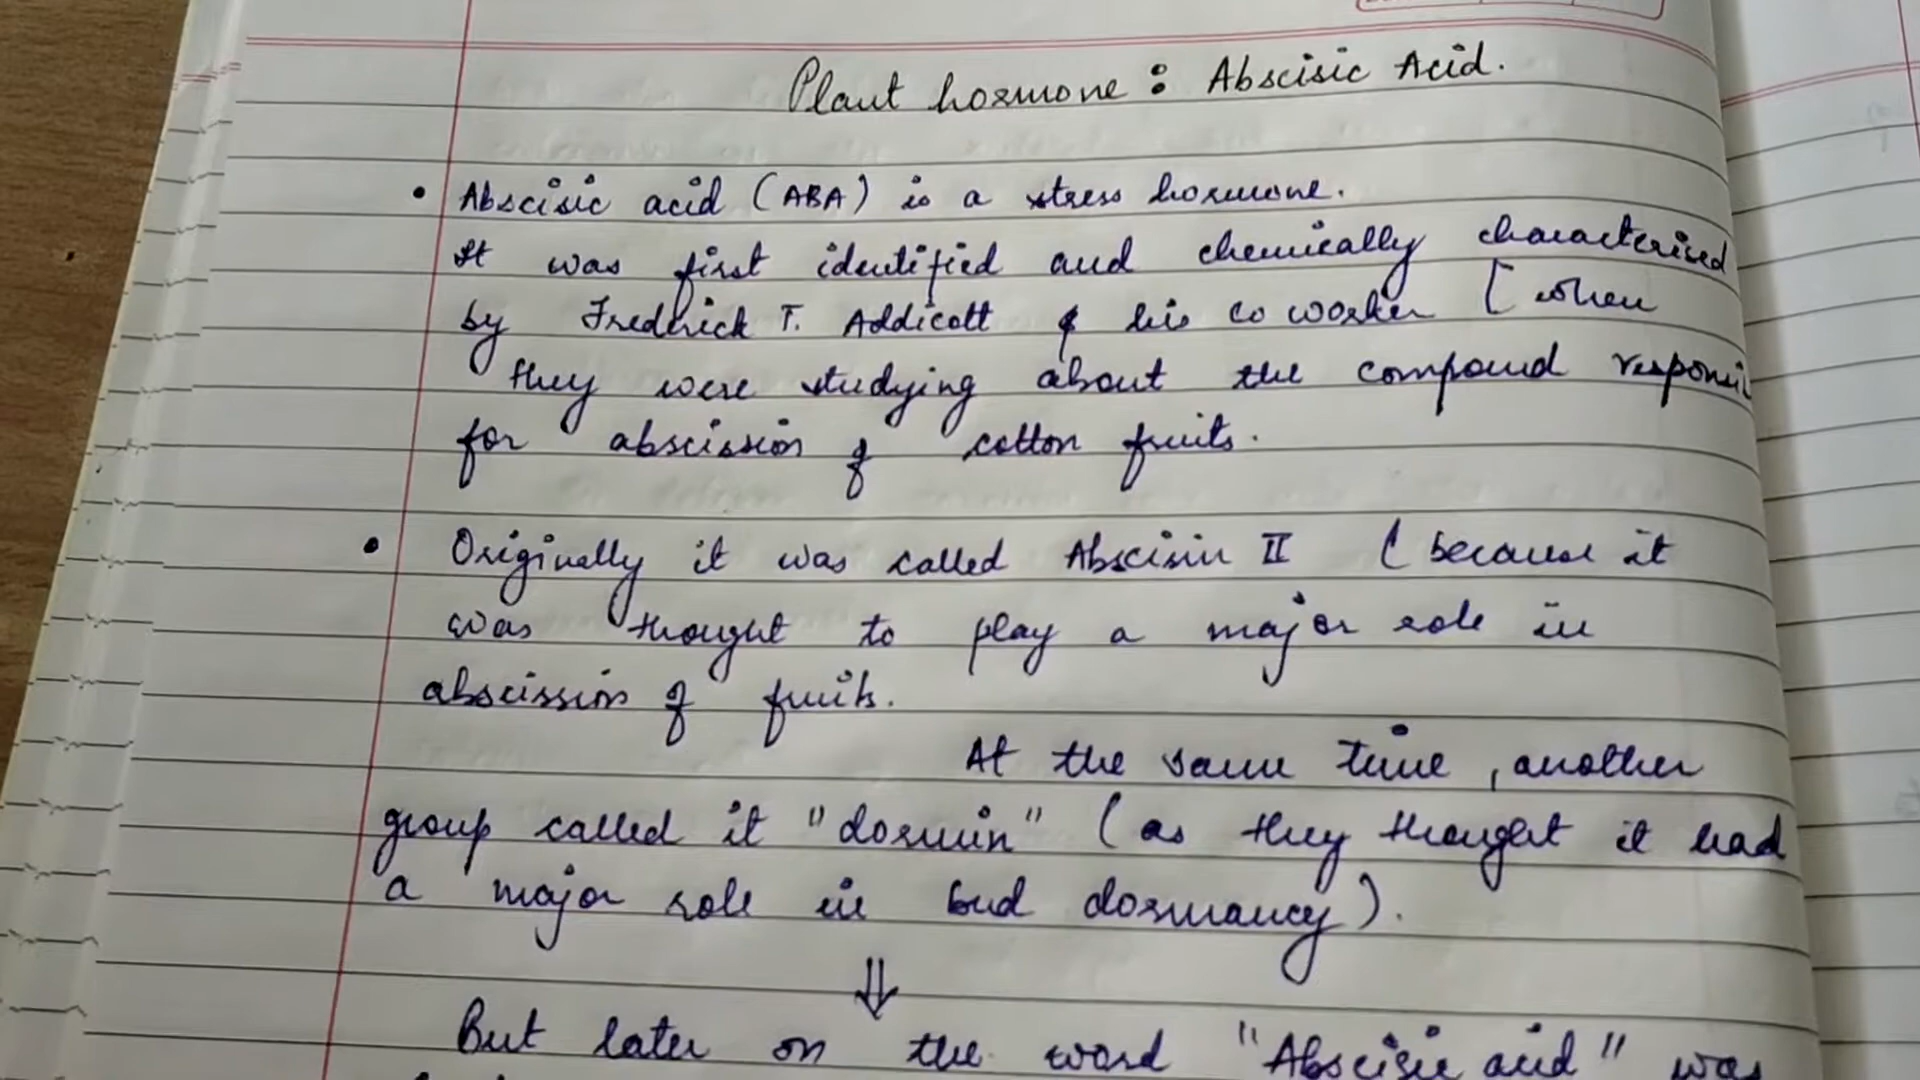 Plant hormone : Abscisic Acid.
• Abscisic acid (ABA) is a stress hormone.
It was first identified and chemically characterised
by Fredrick T. Addicott & his co worker [ when
they were studying about the compound
for abscission of cotton fruits.
• Originally it was called Abscisin II ( because it
was thought to play a major role in
abscission of fruits.
At the same time, another
group called it "dormin" ( as they thought it had
a major role in bud dormancy).
⇓
But later on the word "Abscisic acid" was